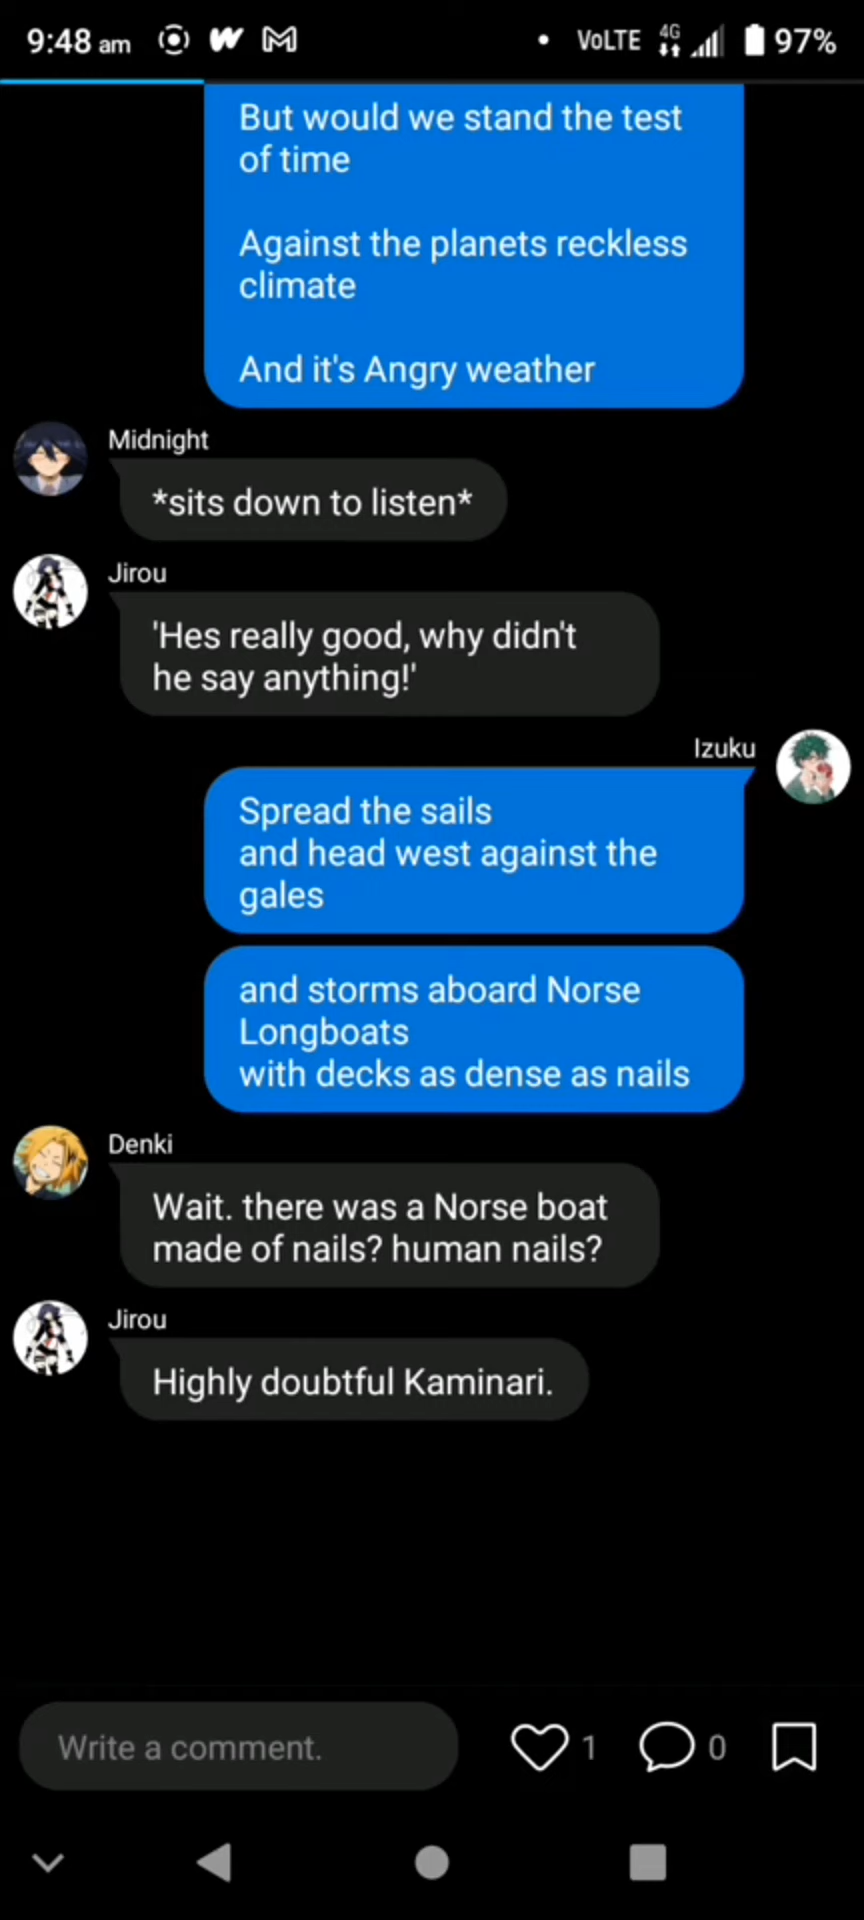 9:48 am
VoLTE 4G 97%
But would we stand the test
of time
Against the planets reckless
climate
And it's Angry weather
Midnight
*sits down to listen*
Jirou
'Hes really good, why didn't
he say anything!'
Izuku
Spread the sails
and head west against the
gales
and storms aboard Norse
Longboats
with decks as dense as nails
Denki
Wait. there was a Norse boat
made of nails? human nails?
Jirou
Highly doubtful Kaminari.
Write a comment.
1
0